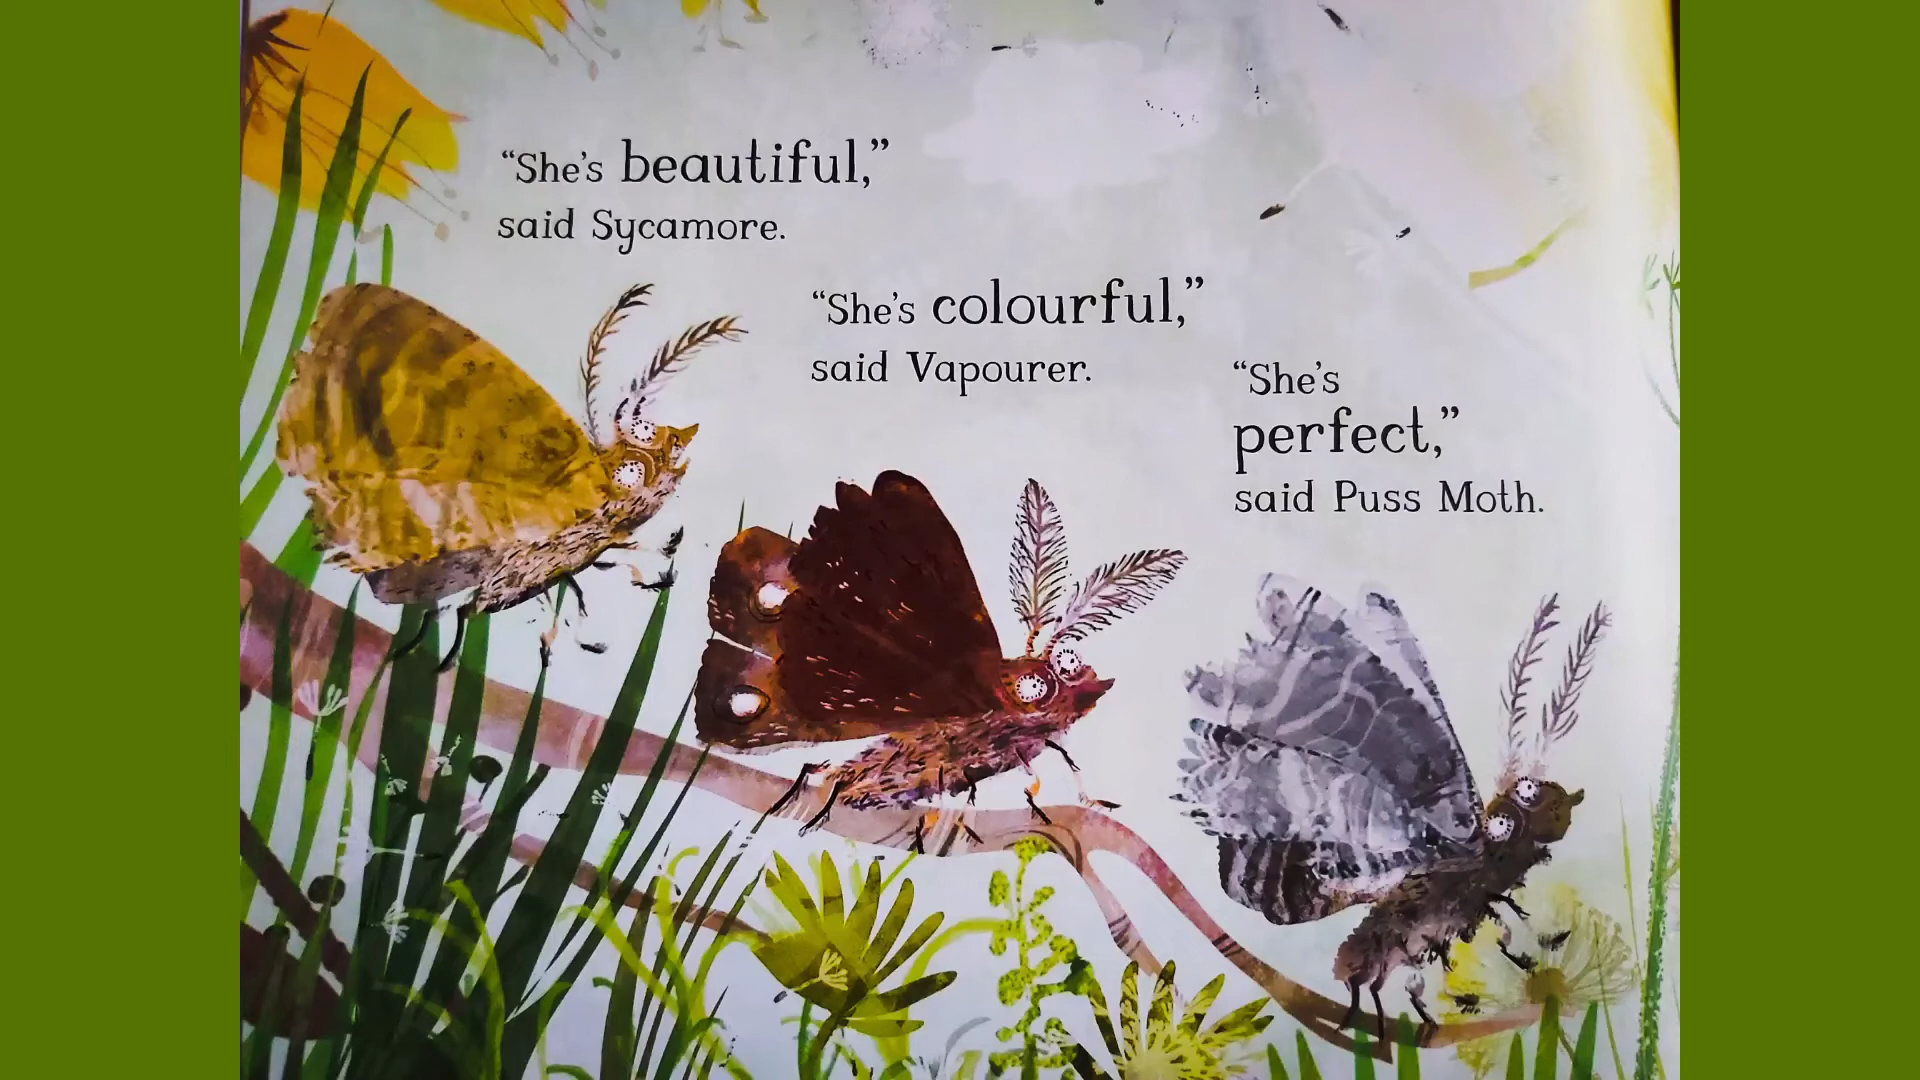 “She’s beautiful,”
said Sycamore.
“She’s colourful,”
said Vapourer.
“She’s
perfect,”
said Puss Moth.